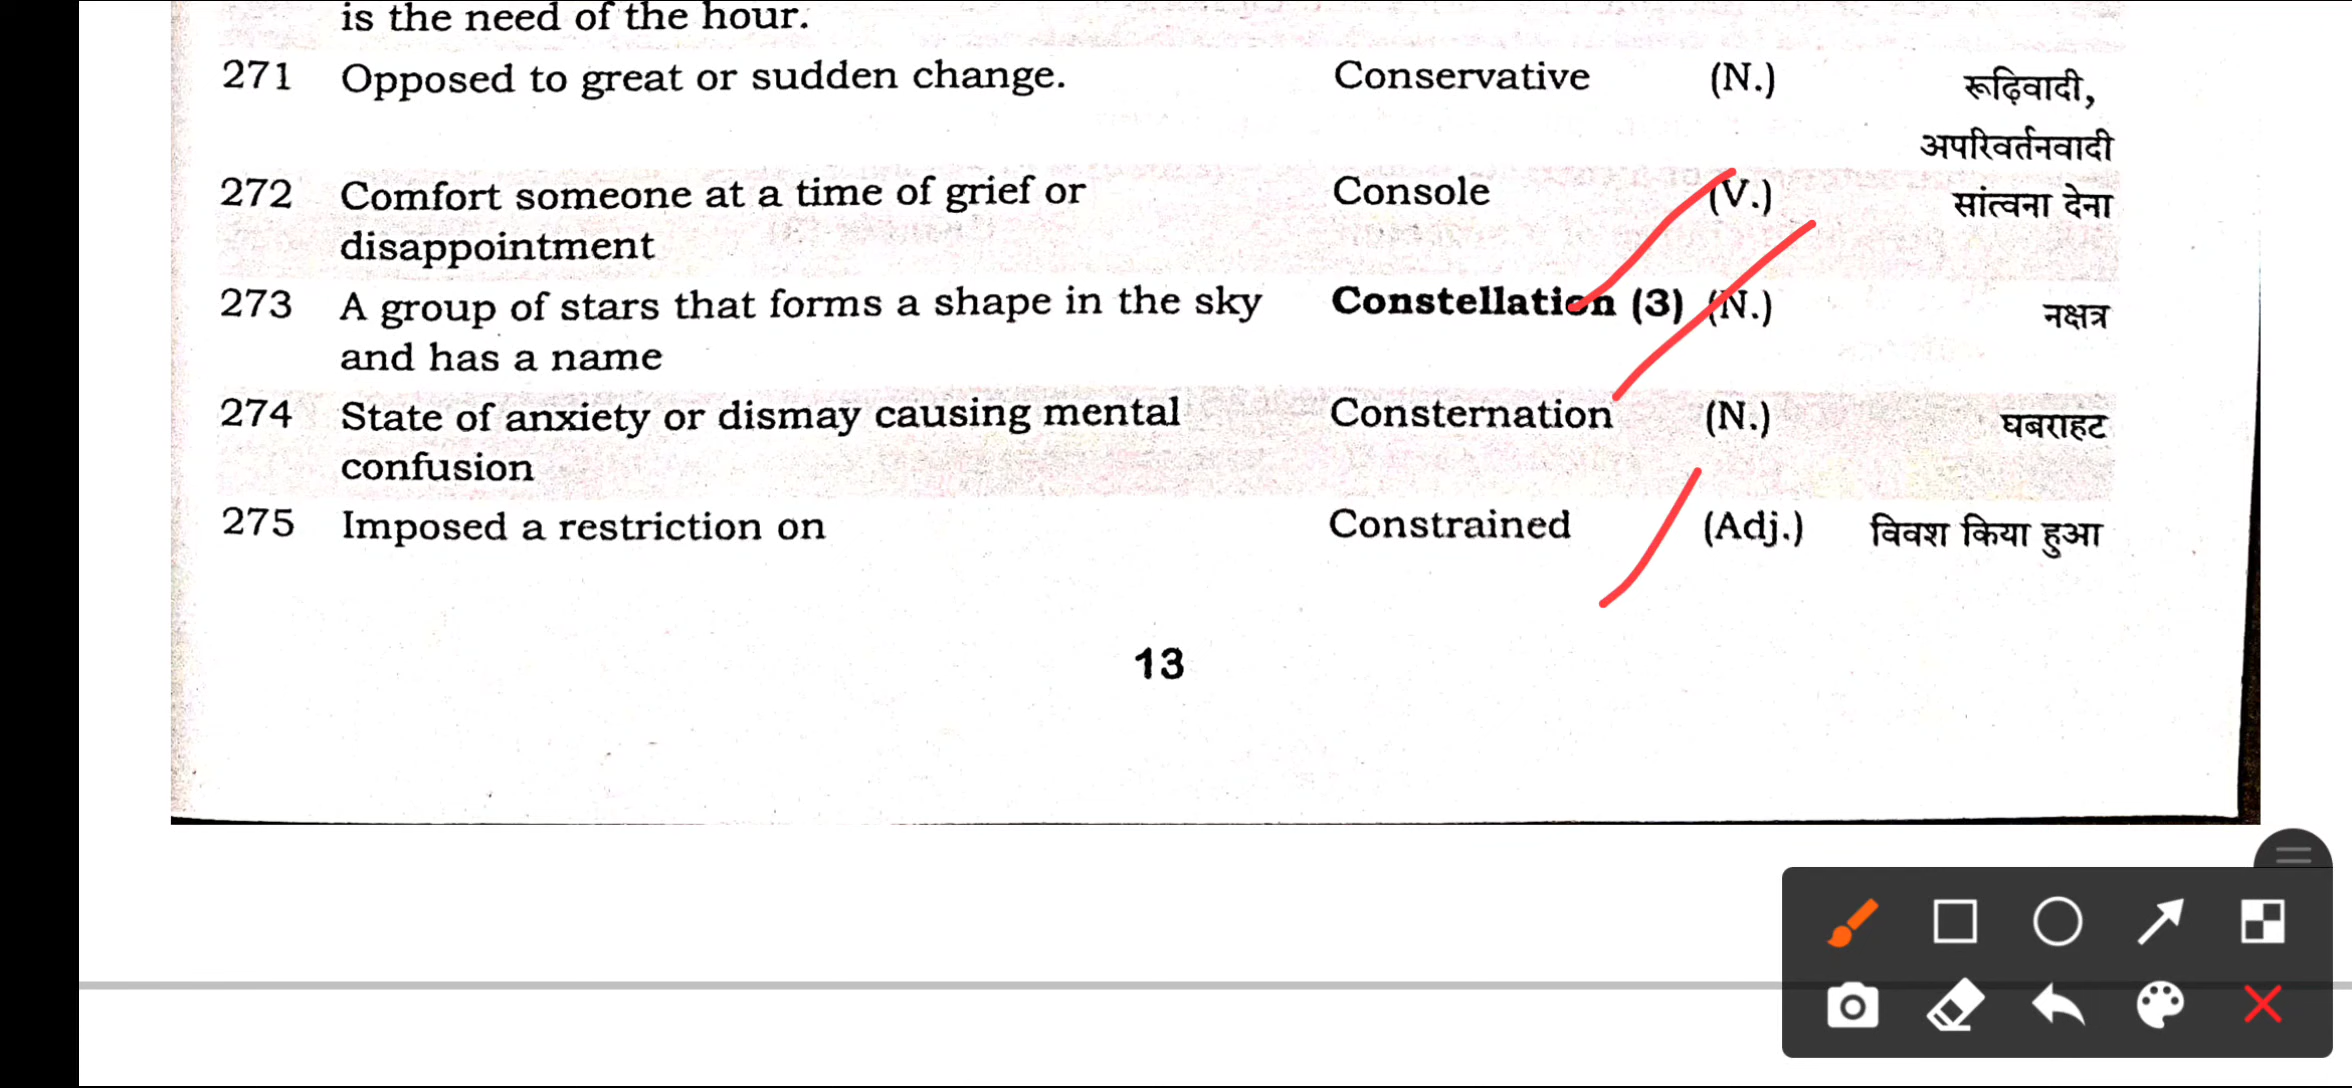 is the need of the hour.
271 Opposed to great or sudden change. Conservative (N.) रूढ़िवादी,
अपरिवर्तनवादी
272 Comfort someone at a time of grief or Console (V.) सांत्वना देना
disappointment
273 A group of stars that forms a shape in the sky Constellation (3) (N.) नक्षत्र
and has a name
274 State of anxiety or dismay causing mental Consternation (N.) घबराहट
confusion
275 Imposed a restriction on Constrained (Adj.) विवश किया हुआ
13